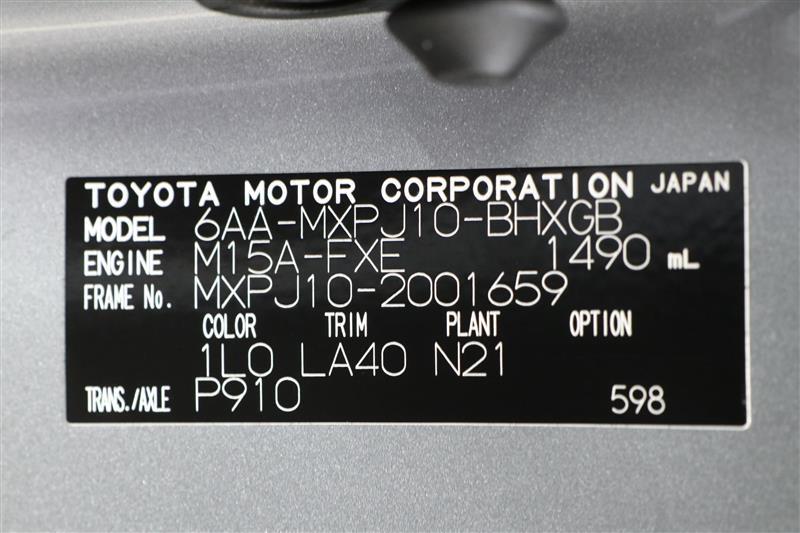 TOYOTA MOTOR CORPORATION JAPAN
MODEL 6AA-MXPJ10-BHXGB
ENGINE M15A-FXE 1490 mL
FRAME No. MXPJ10-2001659
COLOR TRIM PLANT OPTION
1L0 LA40 N21
TRANS./AXLE P910 598